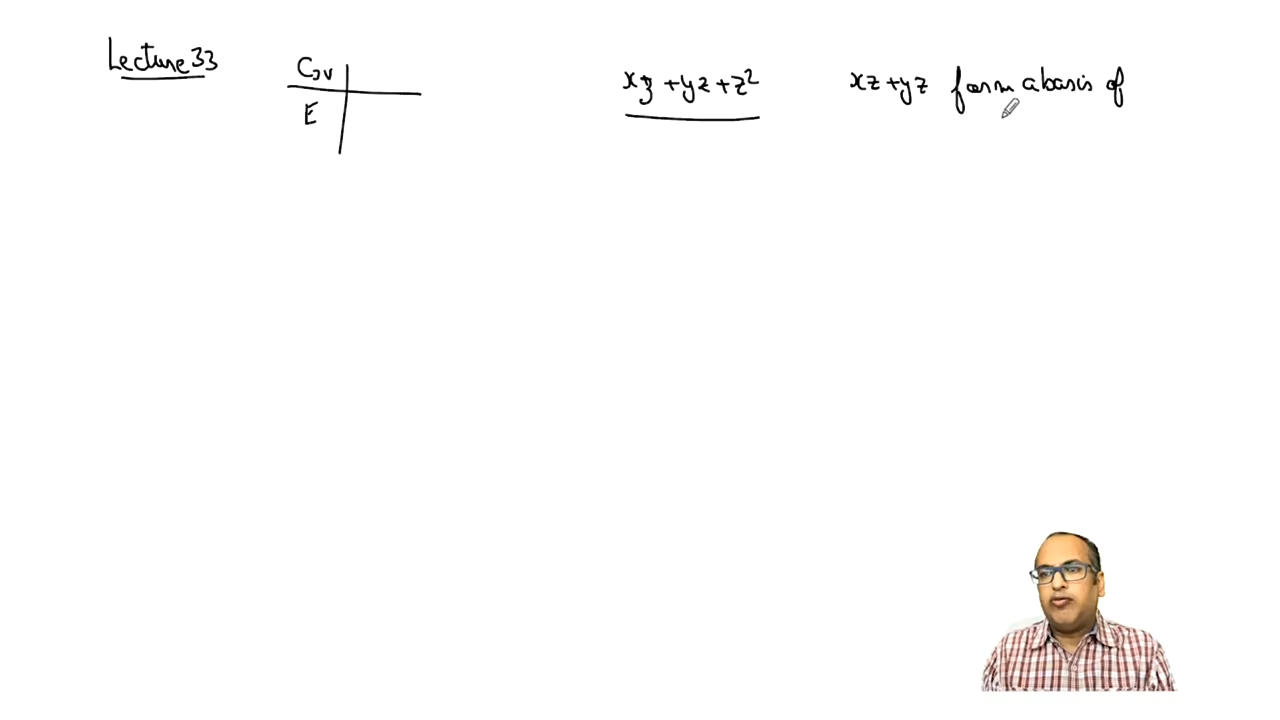 Lecture 33
C3v
E
xz + yz + z²
xz + yz form a basis of